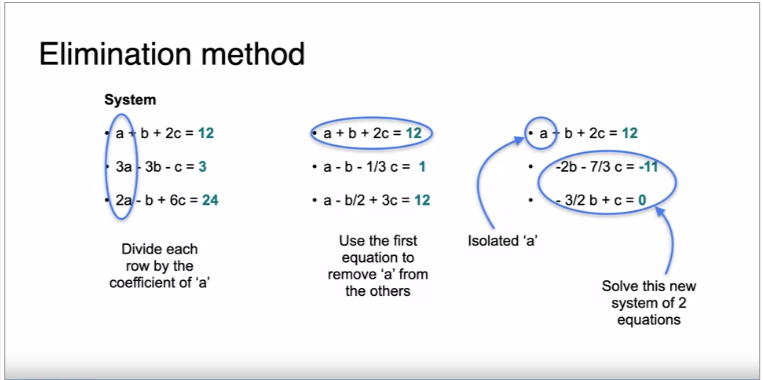 Elimination method
System
• a + b + 2c = 12
• 3a - 3b - c = 3
• 2a - b + 6c = 24
Divide each
row by the
coefficient of 'a'
• a + b + 2c = 12
• a - b - 1/3 c = 1
• a - b/2 + 3c = 12
Use the first
equation to
remove 'a' from
the others
• a + b + 2c = 12
• -2b - 7/3 c = -11
• - 3/2 b + c = 0
Isolated 'a'
Solve this new
system of 2
equations